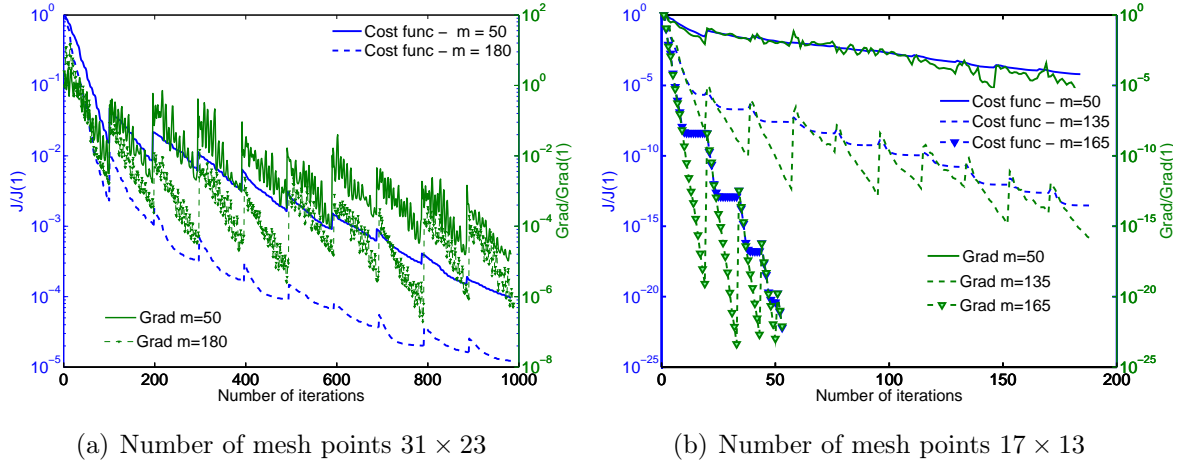 10^0
10^−1
10^−2
10^−3
10^−4
10^−5
J/J(1)
10^2
10^0
10^−2
10^−4
10^−6
10^−8
Grad/Grad(1)
Cost func − m = 50
Cost func − m = 180
Grad m=50
Grad m=180
0 200 400 600 800 1000
Number of iterations
(a) Number of mesh points 31 × 23
10^0
10^−5
10^−10
10^−15
10^−20
10^−25
J/J(1)
10^0
10^−5
10^−10
10^−15
10^−20
10^−25
Grad/Grad(1)
Cost func − m=50
Cost func − m=135
Cost func − m=165
Grad m=50
Grad m=135
Grad m=165
0 50 100 150 200
Number of iterations
(b) Number of mesh points 17 × 13